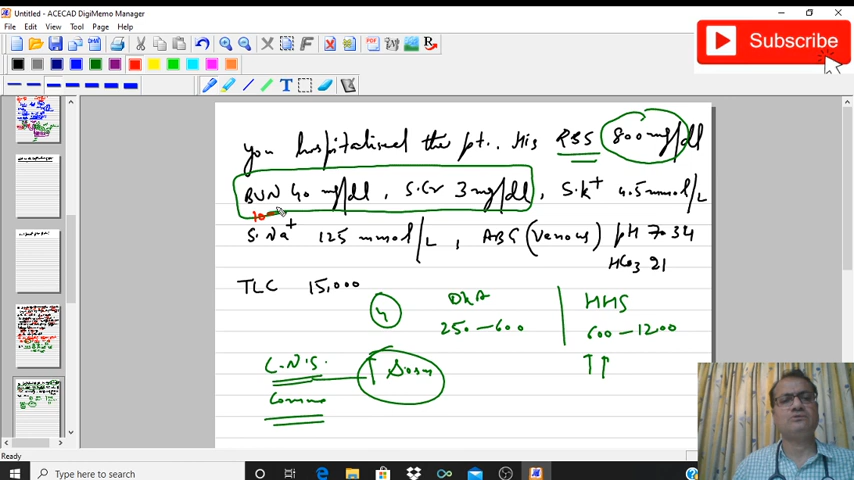 Untitled - ACECAD DigiMemo Manager
File Edit View Tool Page Help
Subscribe
you hospitalised the pt.. His RBS 800 mg/dl
BUN 40 mg/dl, S.Cr 3 mg/dl, S.K+ 4.5 mmol/L
10
S.Na+ 125 mmol/L, ABG (Venous) pH 7.34
HCO3 21
TLC 15,000
DKA HHS
250-600 600-1200
C.N.S. ↑ Sosm ↑↑
Coma
Ready
Type here to search